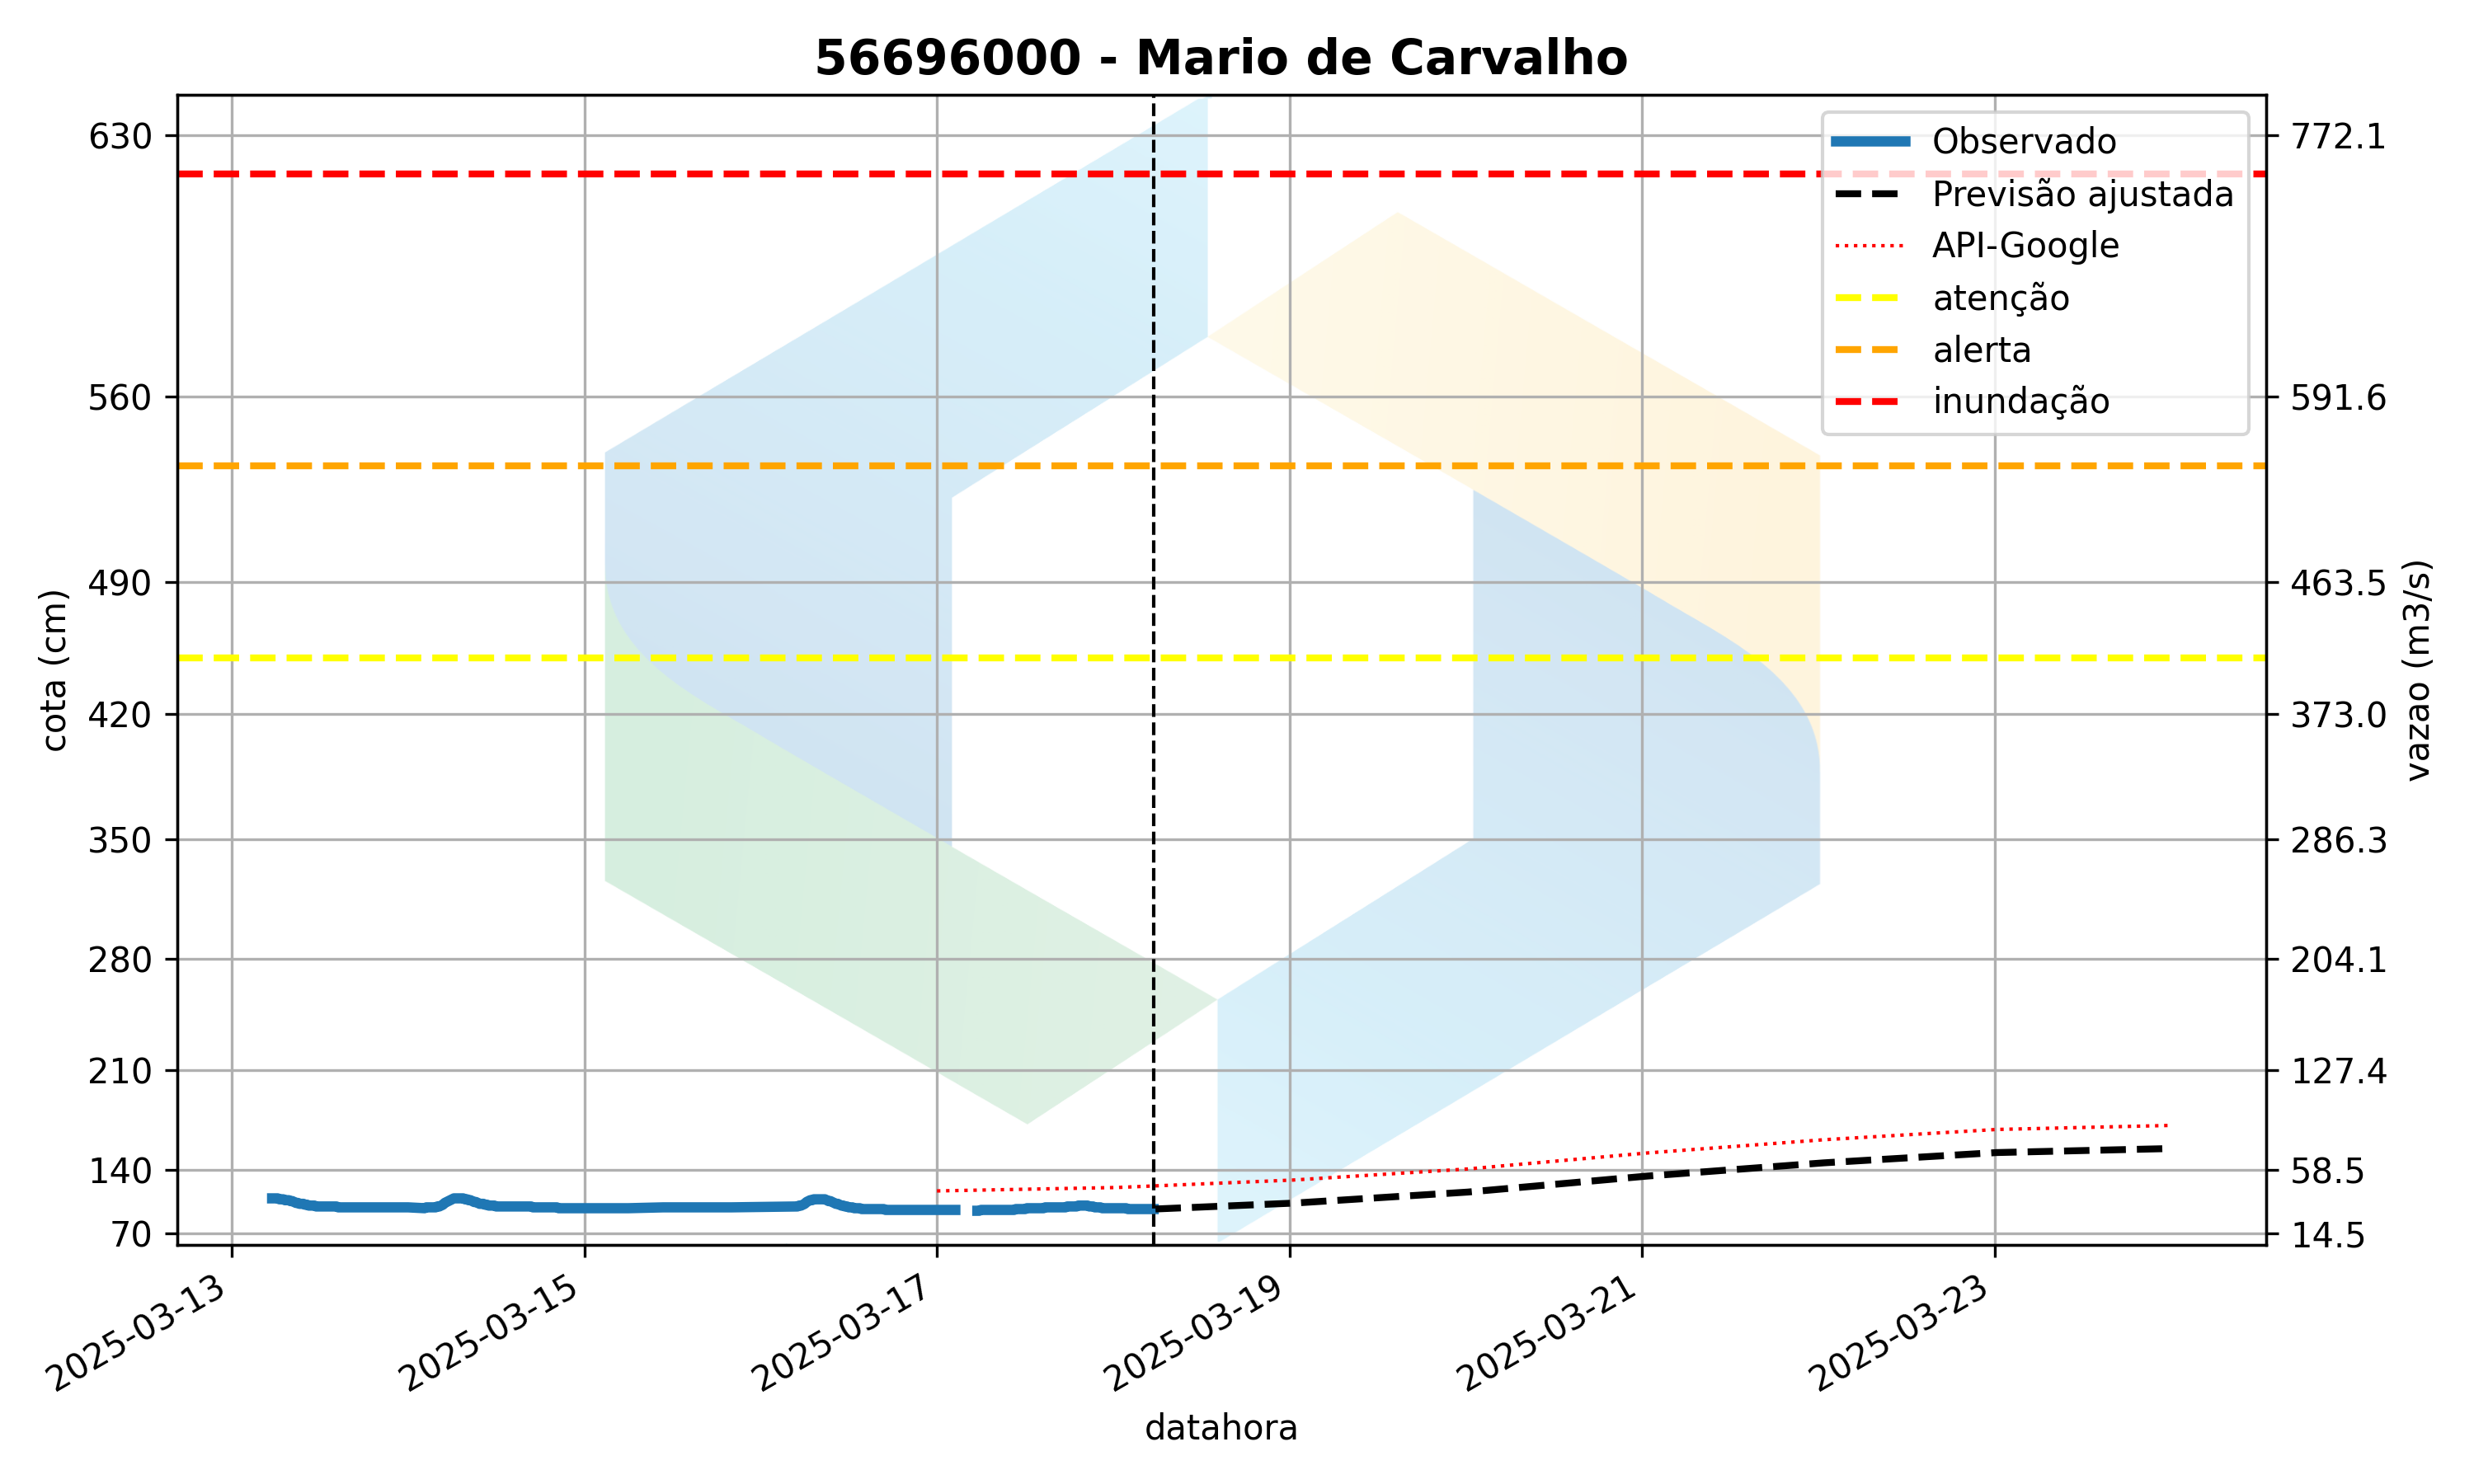 56696000 - Mario de Carvalho
630
560
490
420
350
280
210
140
70
cota (cm)
772.1
591.6
463.5
373.0
286.3
204.1
127.4
58.5
14.5
vazao (m3/s)
Observado
Previsão ajustada
API-Google
atenção
alerta
inundação
2025-03-13
2025-03-15
2025-03-17
2025-03-19
2025-03-21
2025-03-23
datahora